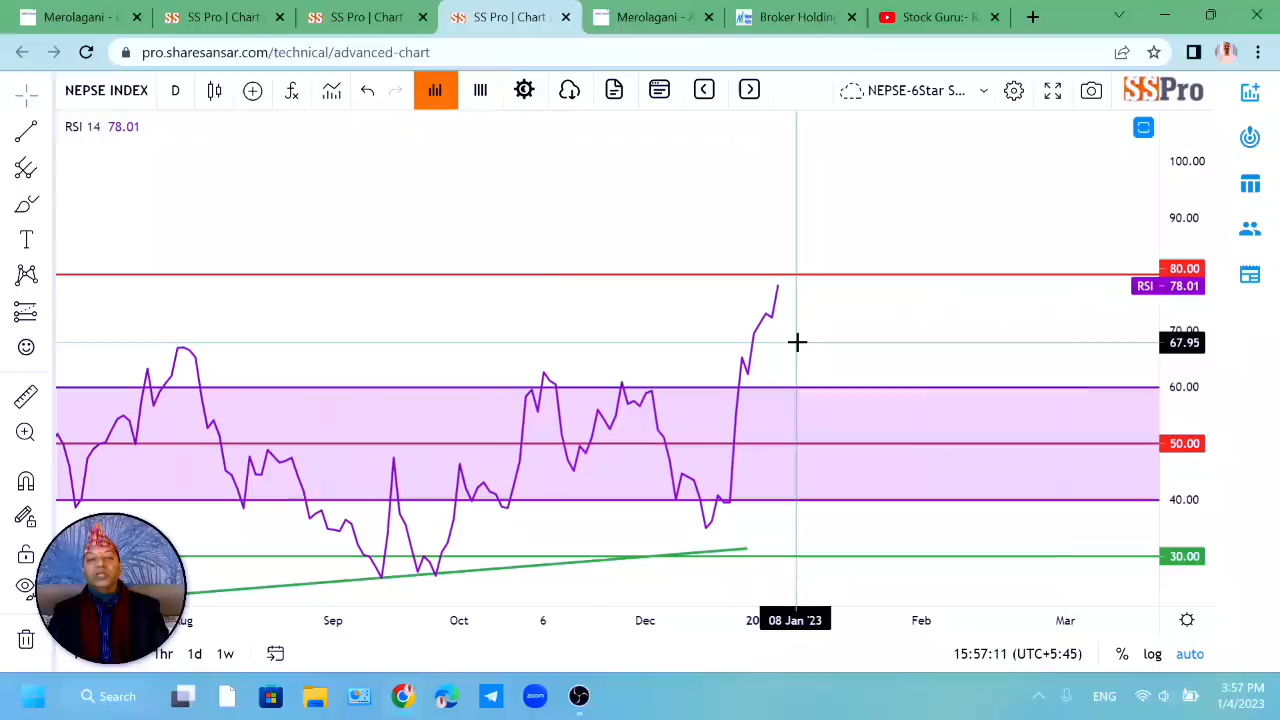 Merolagani -
SS Pro | Chart
SS Pro | Chart
SS Pro | Chart
Merolagani - A
Broker Holding
Stock Guru:- R
pro.sharesansar.com/technical/advanced-chart
NEPSE INDEX D NEPSE-6Star S... SSPro
RSI 14 78.01
100.00
90.00
80.00
RSI 78.01
70.00
67.95
60.00
50.00
40.00
30.00
Sep Oct 6 Dec 20 08 Jan '23 Feb Mar
1hr 1d 1w 15:57:11 (UTC+5:45) % log auto
Search zoom ENG 3:57 PM
1/4/2023